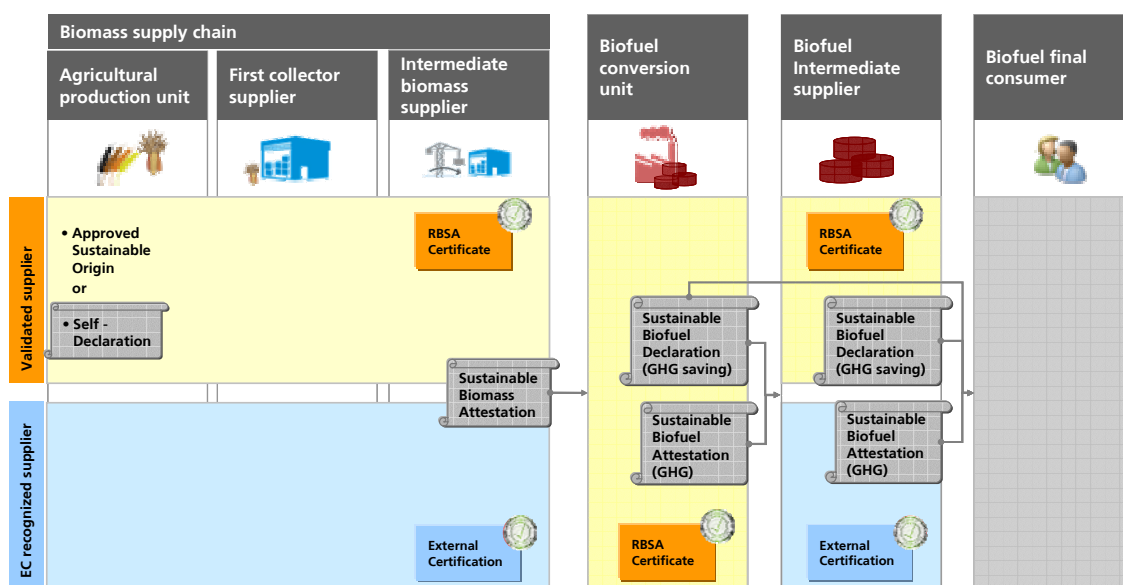 Biomass supply chain
Agricultural
production unit
First collector
supplier
Intermediate
biomass
supplier
Biofuel
conversion
unit
Biofuel
Intermediate
supplier
Biofuel final
consumer
Validated supplier
• Approved
Sustainable
Origin
or
• Self -
Declaration
RBSA
Certificate
Sustainable
Biomass
Attestation
Sustainable
Biofuel
Declaration
(GHG saving)
Sustainable
Biofuel
Attestation
(GHG)
RBSA
Certificate
Sustainable
Biofuel
Declaration
(GHG saving)
Sustainable
Biofuel
Attestation
(GHG)
EC recognized supplier
External
Certification
RBSA
Certificate
External
Certification